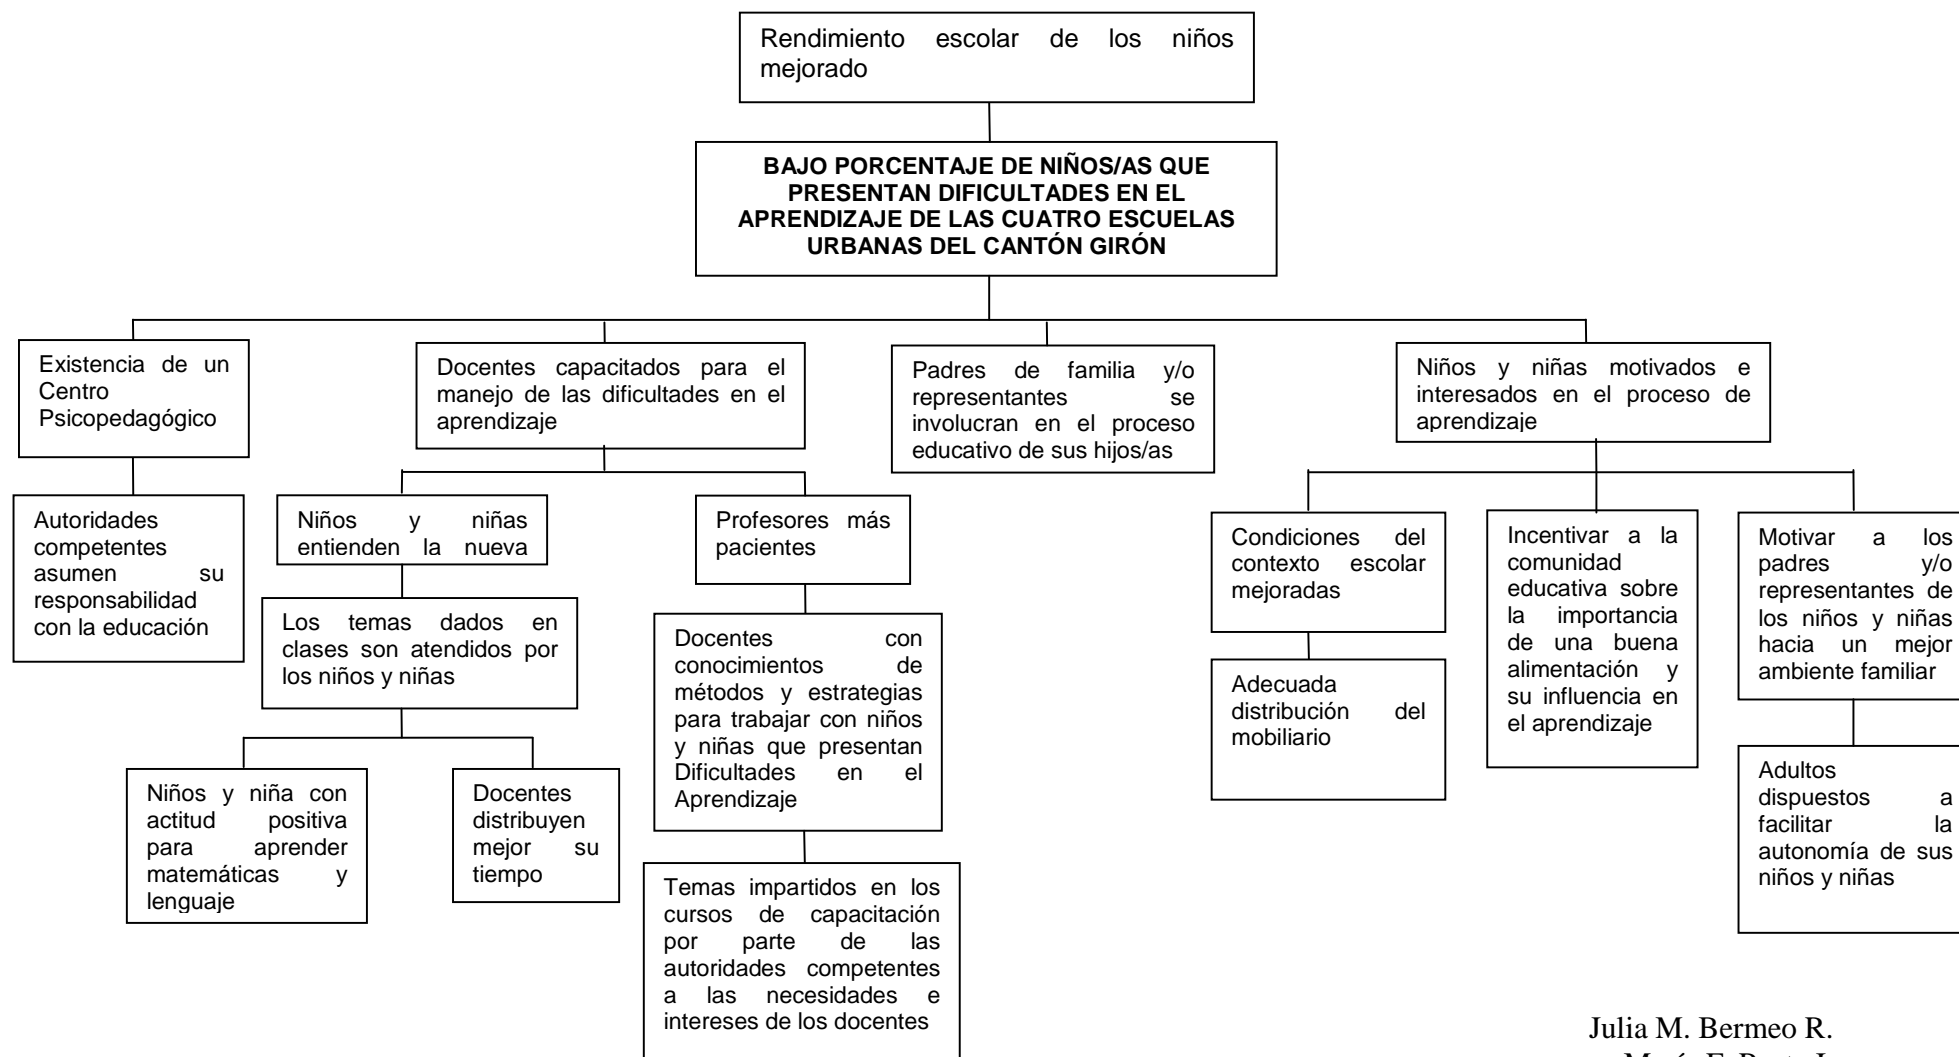 Rendimiento escolar de los niños
mejorado
BAJO PORCENTAJE DE NIÑOS/AS QUE
PRESENTAN DIFICULTADES EN EL
APRENDIZAJE DE LAS CUATRO ESCUELAS
URBANAS DEL CANTÓN GIRÓN
Existencia de un
Centro
Psicopedagógico
Docentes capacitados para el
manejo de las dificultades en el
aprendizaje
Padres de familia y/o
representantes se
involucran en el proceso
educativo de sus hijos/as
Niños y niñas motivados e
interesados en el proceso de
aprendizaje
Autoridades
competentes
asumen su
responsabilidad
con la educación
Niños y niñas
entienden la nueva
Profesores más
pacientes
Condiciones del
contexto escolar
mejoradas
Incentivar a la
comunidad
educativa sobre
la importancia
de una buena
alimentación y
su influencia en
el aprendizaje
Motivar a los
padres y/o
representantes de
los niños y niñas
hacia un mejor
ambiente familiar
Los temas dados en
clases son atendidos por
los niños y niñas
Docentes con
conocimientos de
métodos y estrategias
para trabajar con niños
y niñas que presentan
Dificultades en el
Aprendizaje
Adecuada
distribución del
mobiliario
Niños y niña con
actitud positiva
para aprender
matemáticas y
lenguaje
Docentes
distribuyen
mejor su
tiempo
Adultos
dispuestos a
facilitar la
autonomía de sus
niños y niñas
Temas impartidos en los
cursos de capacitación
por parte de las
autoridades competentes
a las necesidades e
intereses de los docentes
Julia M. Bermeo R.